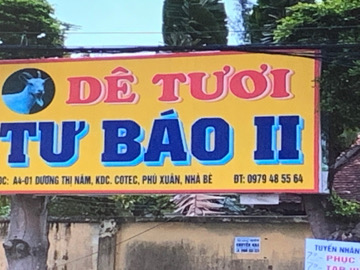 DÊ TƯƠI
TƯ BÁO II
ĐC: A4-01 DƯƠNG THỊ NĂM, KDC. COTEC, PHÚ XUÂN, NHÀ BÈ ĐT: 0979 48 55 64
TUYỂN NHÂN
PHỤC